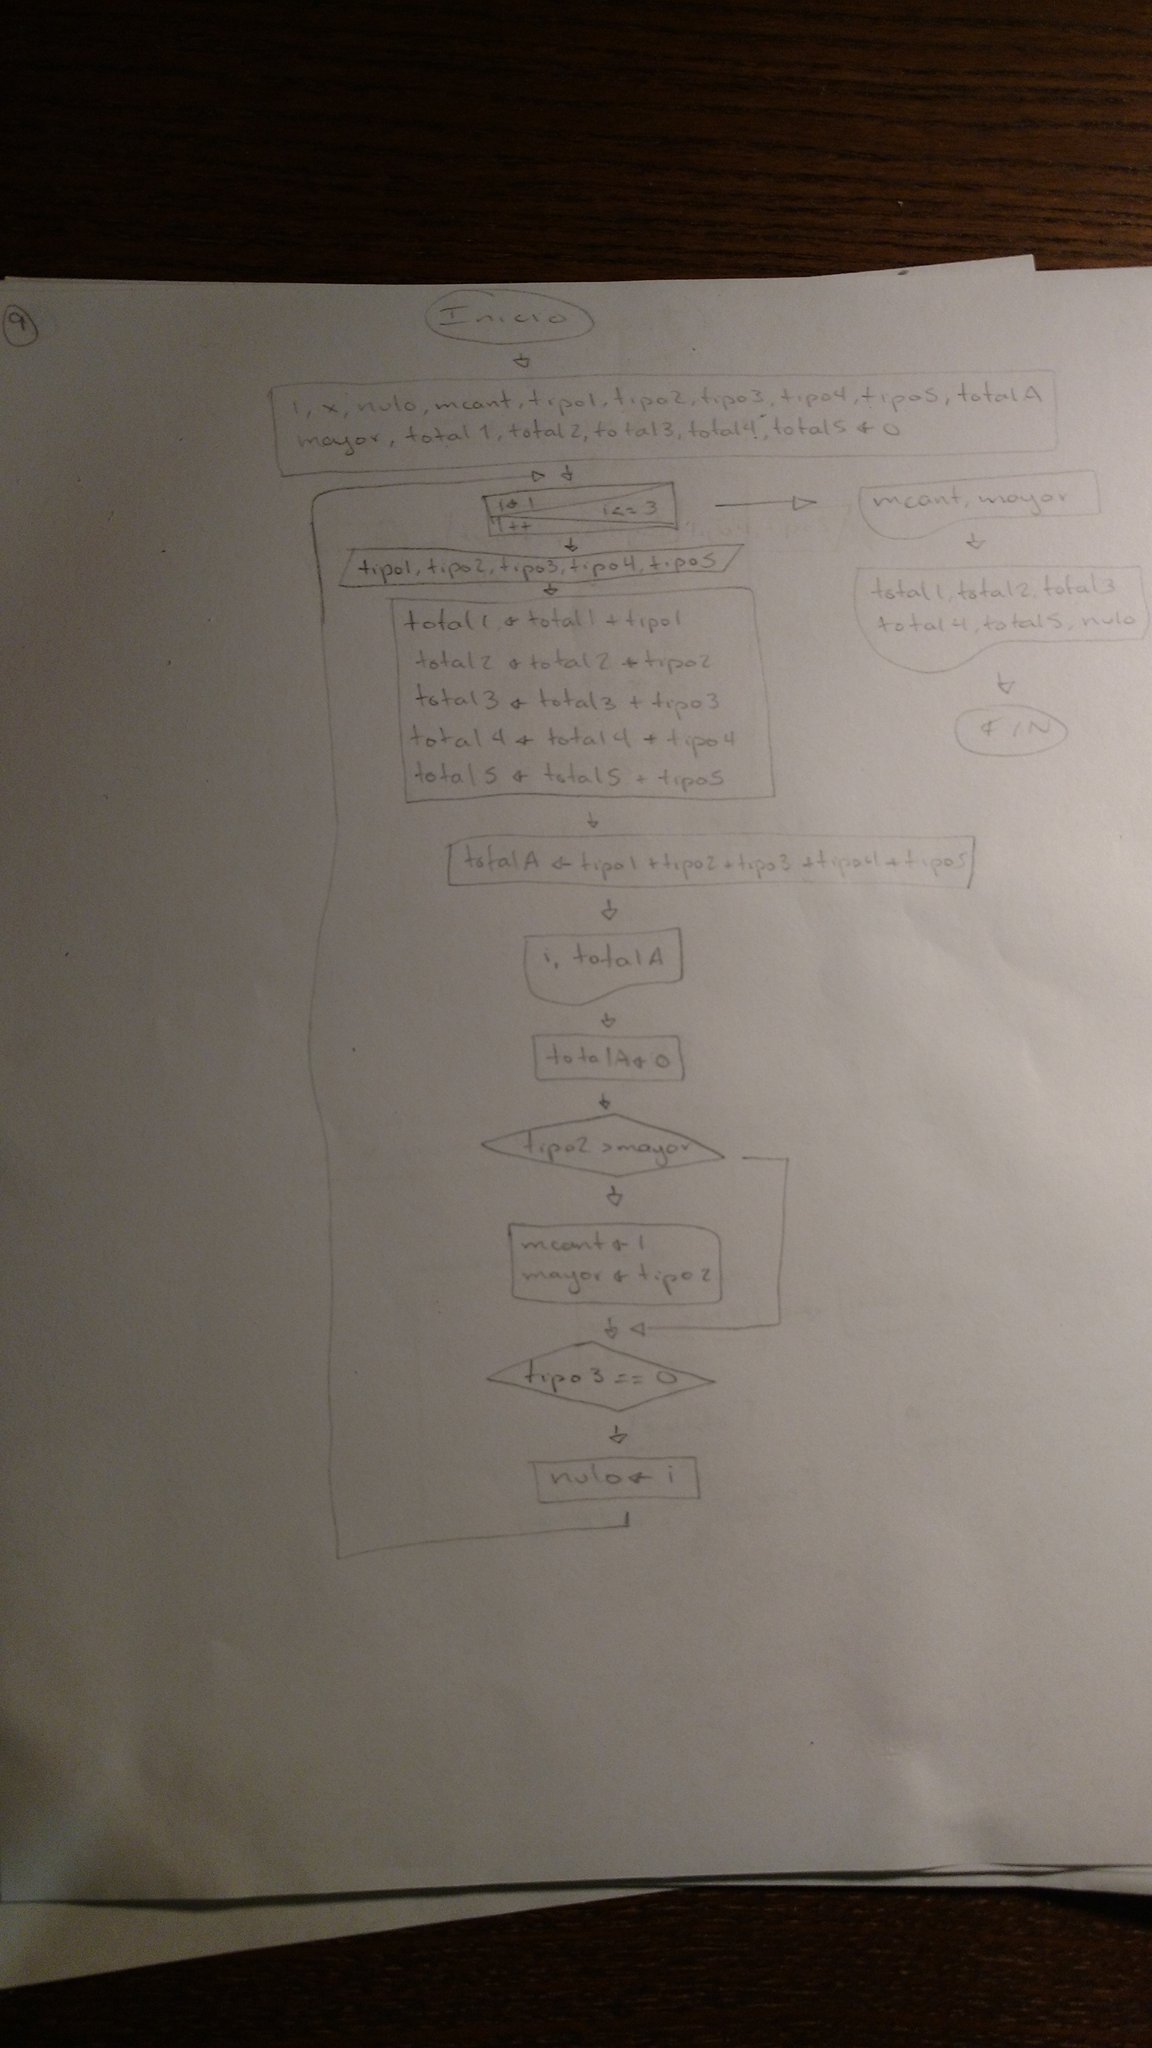 9
Inicio
i, x, nulo, mcant, tipo1, tipo2, tipo3, tipo4, tipo5, totalA
mayor, total1, total2, total3, total4, total5 ← 0
i ← 1
i <= 3
i++
tipo1, tipo2, tipo3, tipo4, tipo5
total1 ← total1 + tipo1
total2 ← total2 + tipo2
total3 ← total3 + tipo3
total4 ← total4 + tipo4
total5 ← total5 + tipo5
totalA ← tipo1 + tipo2 + tipo3 + tipo4 + tipo5
i, totalA
totalA ← 0
tipo2 > mayor
mcant ← i
mayor ← tipo2
tipo3 == 0
nulo ← i
mcant, mayor
total1, total2, total3
total4, total5, nulo
FIN